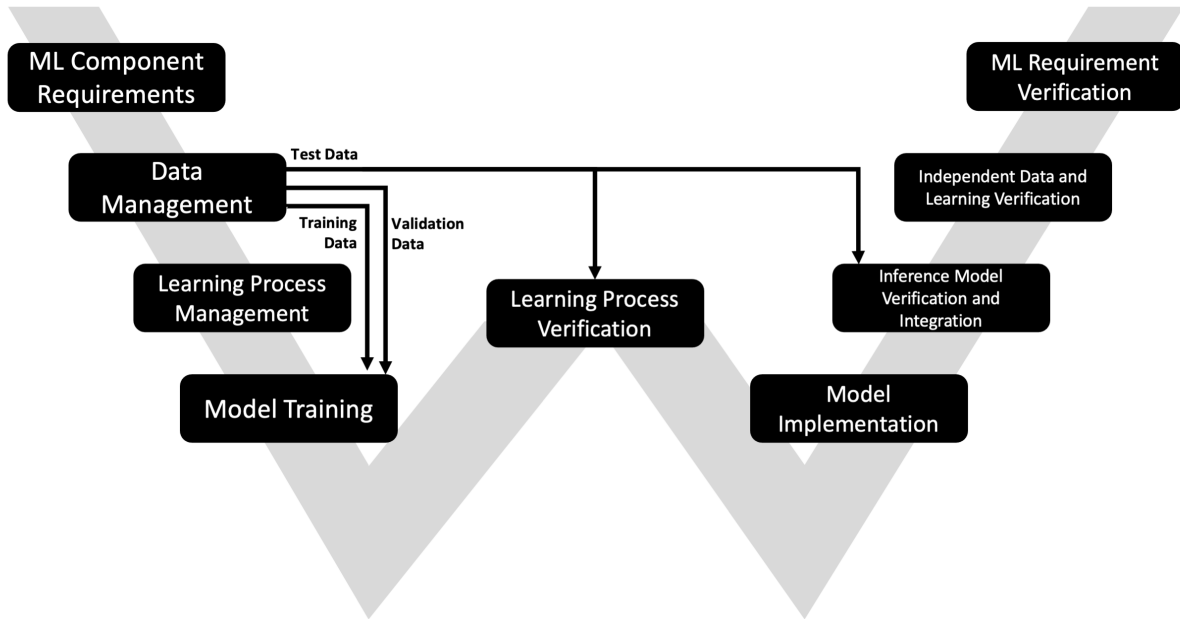 ML Component
Requirements
ML Requirement
Verification
Data
Management
Test Data
Independent Data and
Learning Verification
Training
Data
Validation
Data
Learning Process
Management
Learning Process
Verification
Inference Model
Verification and
Integration
Model Training
Model
Implementation